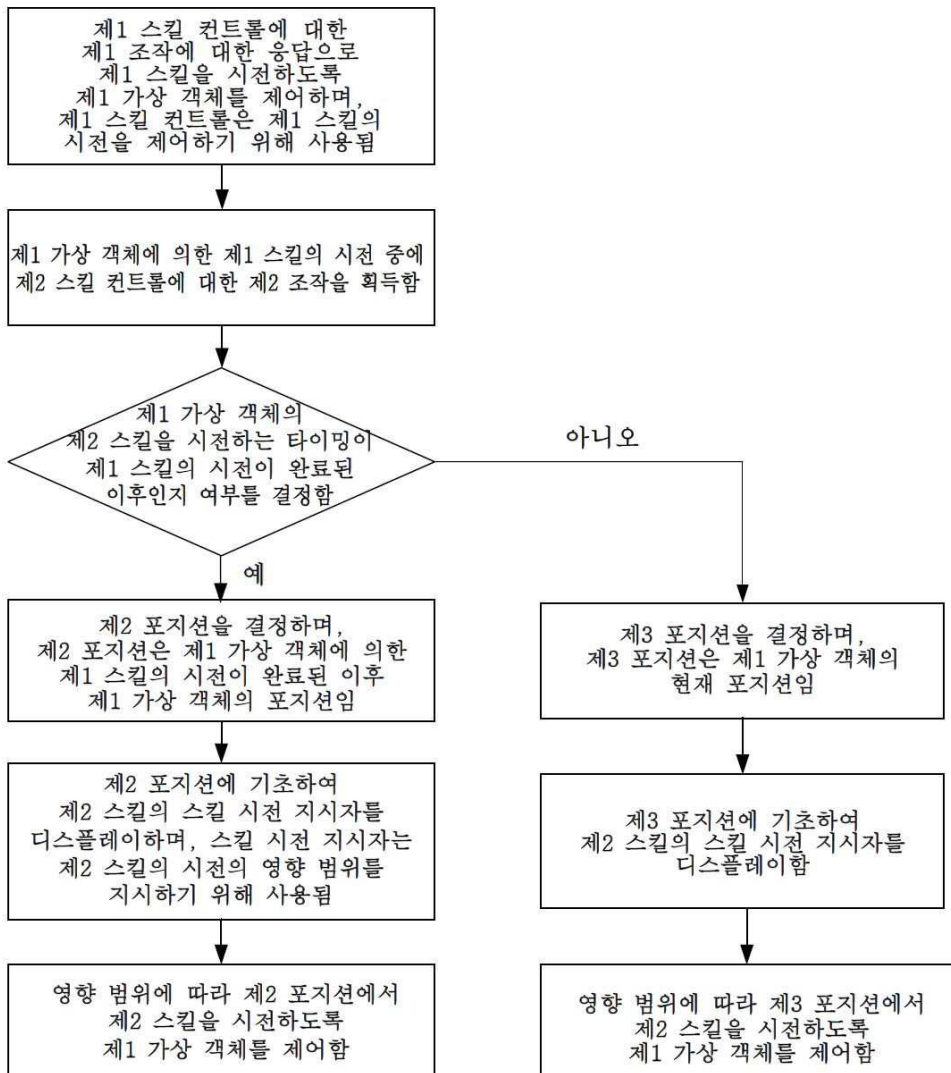 제1 스킬 컨트롤에 대한
제1 조작에 대한 응답으로
제1 스킬을 시전하도록
제1 가상 객체를 제어하며,
제1 스킬 컨트롤은 제1 스킬의
시전을 제어하기 위해 사용됨
제1 가상 객체에 의한 제1 스킬의 시전 중에
제2 스킬 컨트롤에 대한 제2 조작을 획득함
제1 가상 객체의
제2 스킬을 시전하는 타이밍이
제1 스킬의 시전이 완료된
이후인지 여부를 결정함
아니오
예
제2 포지션을 결정하며,
제2 포지션은 제1 가상 객체에 의한
제1 스킬의 시전이 완료된 이후
제1 가상 객체의 포지션임
제3 포지션을 결정하며,
제3 포지션은 제1 가상 객체의
현재 포지션임
제2 포지션에 기초하여
제2 스킬의 스킬 시전 지시자를
디스플레이하며, 스킬 시전 지시자는
제2 스킬의 시전의 영향 범위를
지시하기 위해 사용됨
제3 포지션에 기초하여
제2 스킬의 스킬 시전 지시자를
디스플레이함
영향 범위에 따라 제2 포지션에서
제2 스킬을 시전하도록
제1 가상 객체를 제어함
영향 범위에 따라 제3 포지션에서
제2 스킬을 시전하도록
제1 가상 객체를 제어함